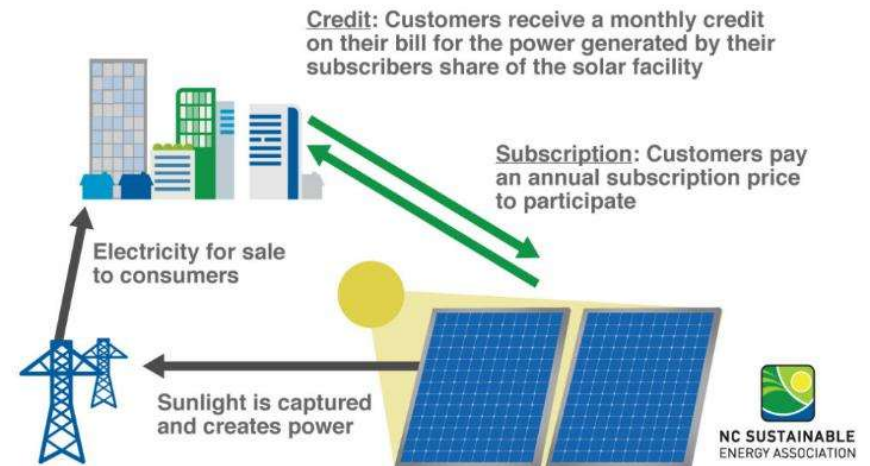 Credit: Customers receive a monthly credit
on their bill for the power generated by their
subscribers share of the solar facility
Subscription: Customers pay
an annual subscription price
to participate
Electricity for sale
to consumers
Sunlight is captured
and creates power
NC SUSTAINABLE
ENERGY ASSOCIATION